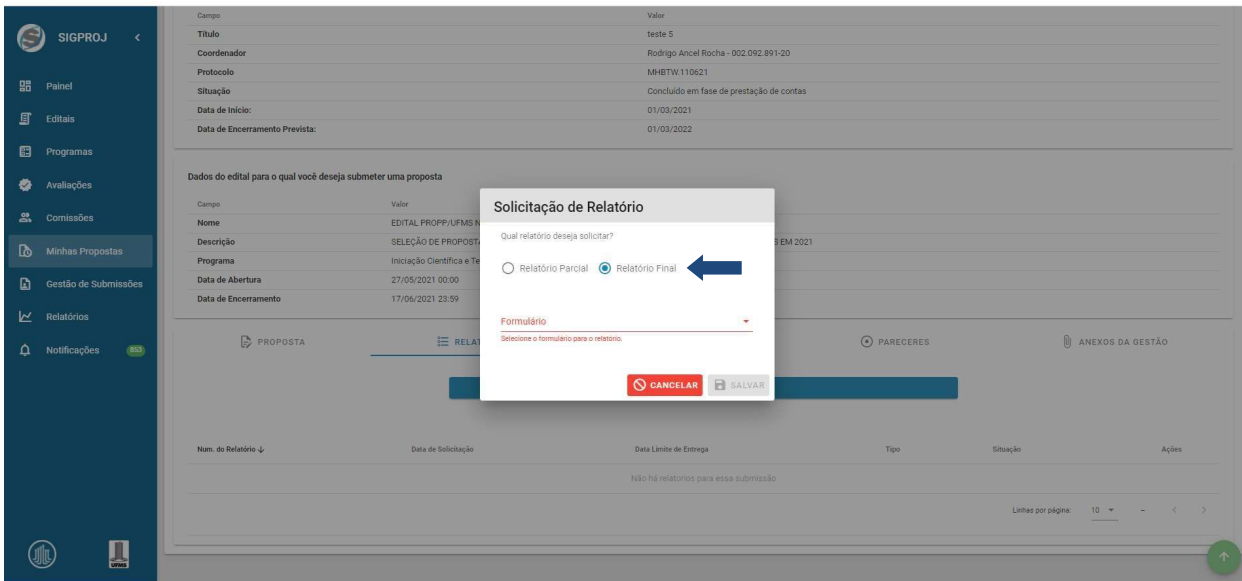 SIGPROJ
Painel
Editais
Programas
Avaliações
Comissões
Minhas Propostas
Gestão de Submissões
Relatórios
Notificações 853
UFMS
Campo Valor
Título teste 5
Coordenador Rodrigo Ancel Rocha - 002.092.891-20
Protocolo MHBTW.110621
Situação Concluído em fase de prestação de contas
Data de Início: 01/03/2021
Data de Encerramento Prevista: 01/03/2022
Dados do edital para o qual você deseja submeter uma proposta
Campo Valor
Nome EDITAL PROPP/UFMS N
Descrição SELEÇÃO DE PROPOST S EM 2021
Programa Iniciação Científica e Te
Data de Abertura 27/05/2021 00:00
Data de Encerramento 17/06/2021 23:59
Solicitação de Relatório
Qual relatório deseja solicitar?
Relatório Parcial Relatório Final
Formulário
Selecione o formulário para o relatório.
CANCELAR SALVAR
PROPOSTA RELAT PARECERES ANEXOS DA GESTÃO
Num. do Relatório Data de Solicitação Data Limite de Entrega Tipo Situação Ações
Não há relatórios para essa submissão
Linhas por página: 10 –